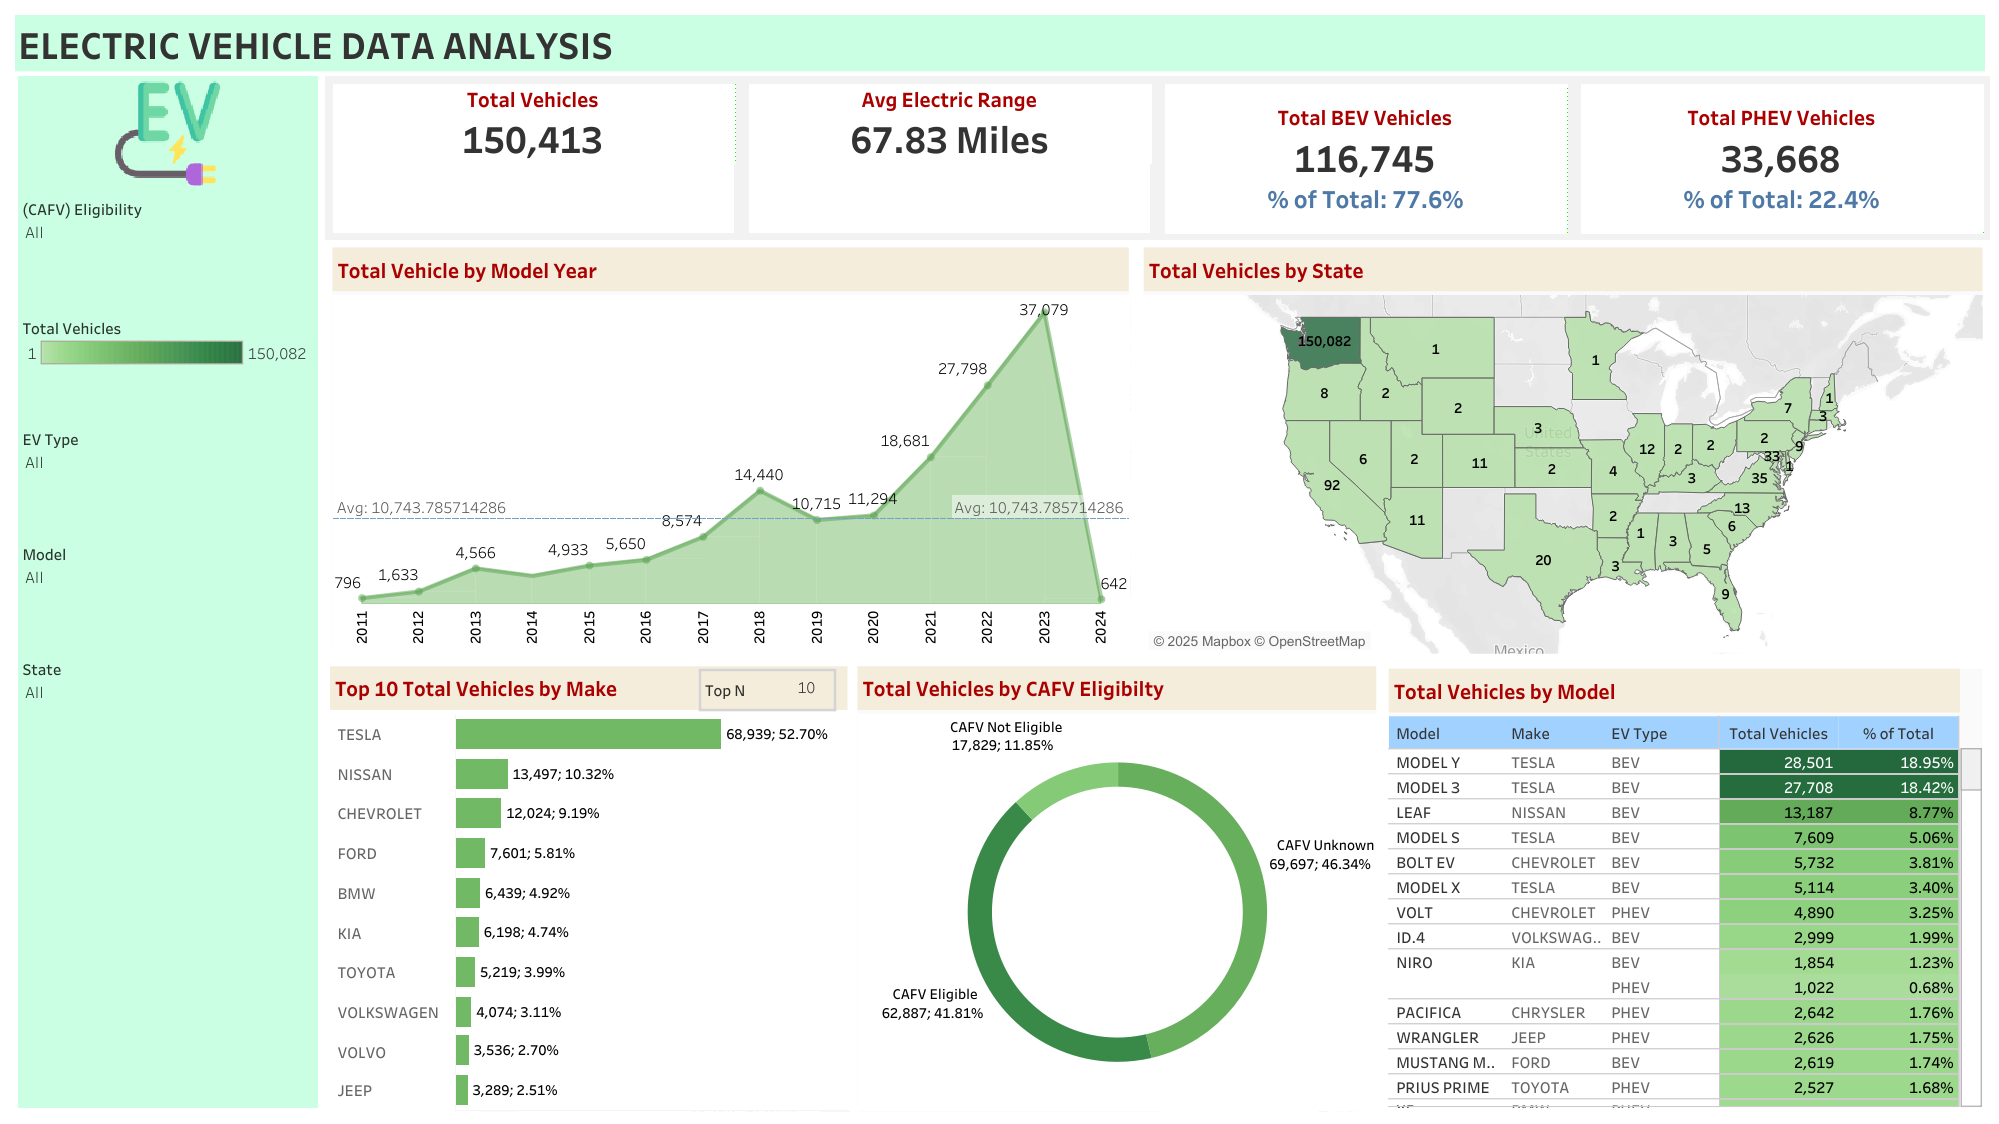 ELECTRIC VEHICLE DATA ANALYSIS
EV
(CAFV) Eligibility
All
Total Vehicles
1 150,082
EV Type
All
Model
All
State
All
Total Vehicles
150,413
Avg Electric Range
67.83 Miles
Total BEV Vehicles
116,745
% of Total: 77.6%
Total PHEV Vehicles
33,668
% of Total: 22.4%
Total Vehicle by Model Year
37,079
27,798
18,681
14,440
10,715
11,294
Avg: 10,743.785714286
Avg: 10,743.785714286
8,574
5,650
4,933
4,566
1,633
796
642
2011
2012
2013
2014
2015
2016
2017
2018
2019
2020
2021
2022
2023
2024
Total Vehicles by State
150,082
1
1
8
2
2
3
7
1
3
6
2
11
2
4
12
2
2
2
9
33
1
92
3
35
11
2
13
6
1
3
5
20
3
9
United
States
Mexico
© 2025 Mapbox © OpenStreetMap
Top 10 Total Vehicles by Make
Top N 10
TESLA 68,939; 52.70%
NISSAN 13,497; 10.32%
CHEVROLET 12,024; 9.19%
FORD 7,601; 5.81%
BMW 6,439; 4.92%
KIA 6,198; 4.74%
TOYOTA 5,219; 3.99%
VOLKSWAGEN 4,074; 3.11%
VOLVO 3,536; 2.70%
JEEP 3,289; 2.51%
Total Vehicles by CAFV Eligibilty
CAFV Not Eligible
17,829; 11.85%
CAFV Unknown
69,697; 46.34%
CAFV Eligible
62,887; 41.81%
Total Vehicles by Model
Model Make EV Type Total Vehicles % of Total
MODEL Y TESLA BEV 28,501 18.95%
MODEL 3 TESLA BEV 27,708 18.42%
LEAF NISSAN BEV 13,187 8.77%
MODEL S TESLA BEV 7,609 5.06%
BOLT EV CHEVROLET BEV 5,732 3.81%
MODEL X TESLA BEV 5,114 3.40%
VOLT CHEVROLET PHEV 4,890 3.25%
ID.4 VOLKSWAG.. BEV 2,999 1.99%
NIRO KIA BEV 1,854 1.23%
PHEV 1,022 0.68%
PACIFICA CHRYSLER PHEV 2,642 1.76%
WRANGLER JEEP PHEV 2,626 1.75%
MUSTANG M.. FORD BEV 2,619 1.74%
PRIUS PRIME TOYOTA PHEV 2,527 1.68%